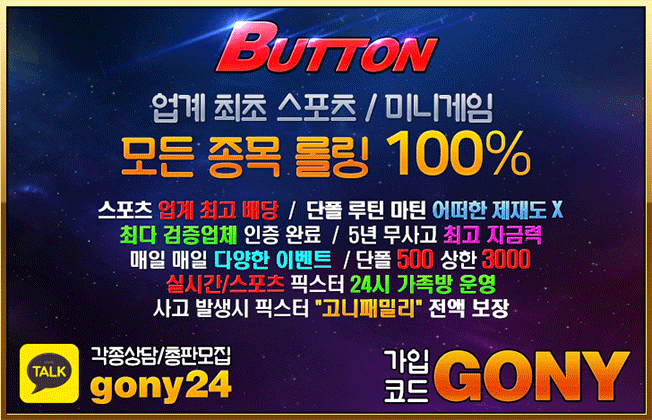 BUTTON
업계 최초 스포츠 / 미니게임
모든 종목 롤링 100%
스포츠 업계 최고 배당 / 단폴 루틴 마틴 어떠한 제재도 X
최다 검증업체 인증 완료 / 5년 무사고 최고 자금력
매일 매일 다양한 이벤트 / 단폴 500 상한 3000
실시간/스포츠 픽스터 24시 가족방 운영
사고 발생시 픽스터 "고니패밀리" 전액 보장
TALK
각종상담/총판모집
gony24
가입
코드
GONY